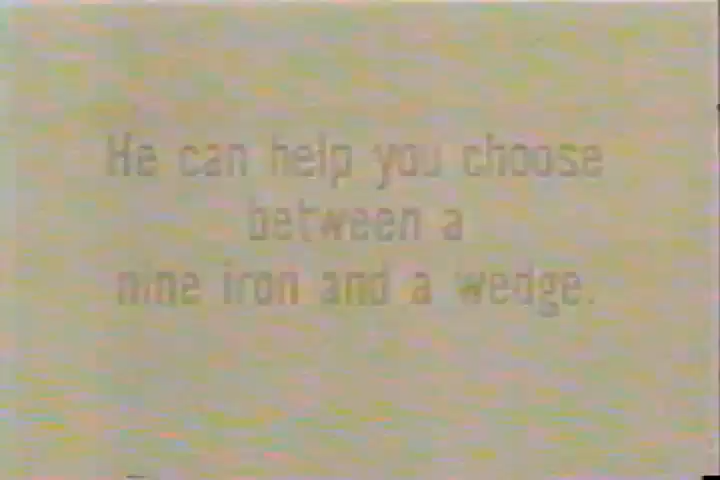 He can help you choose
between a
nine iron and a wedge.